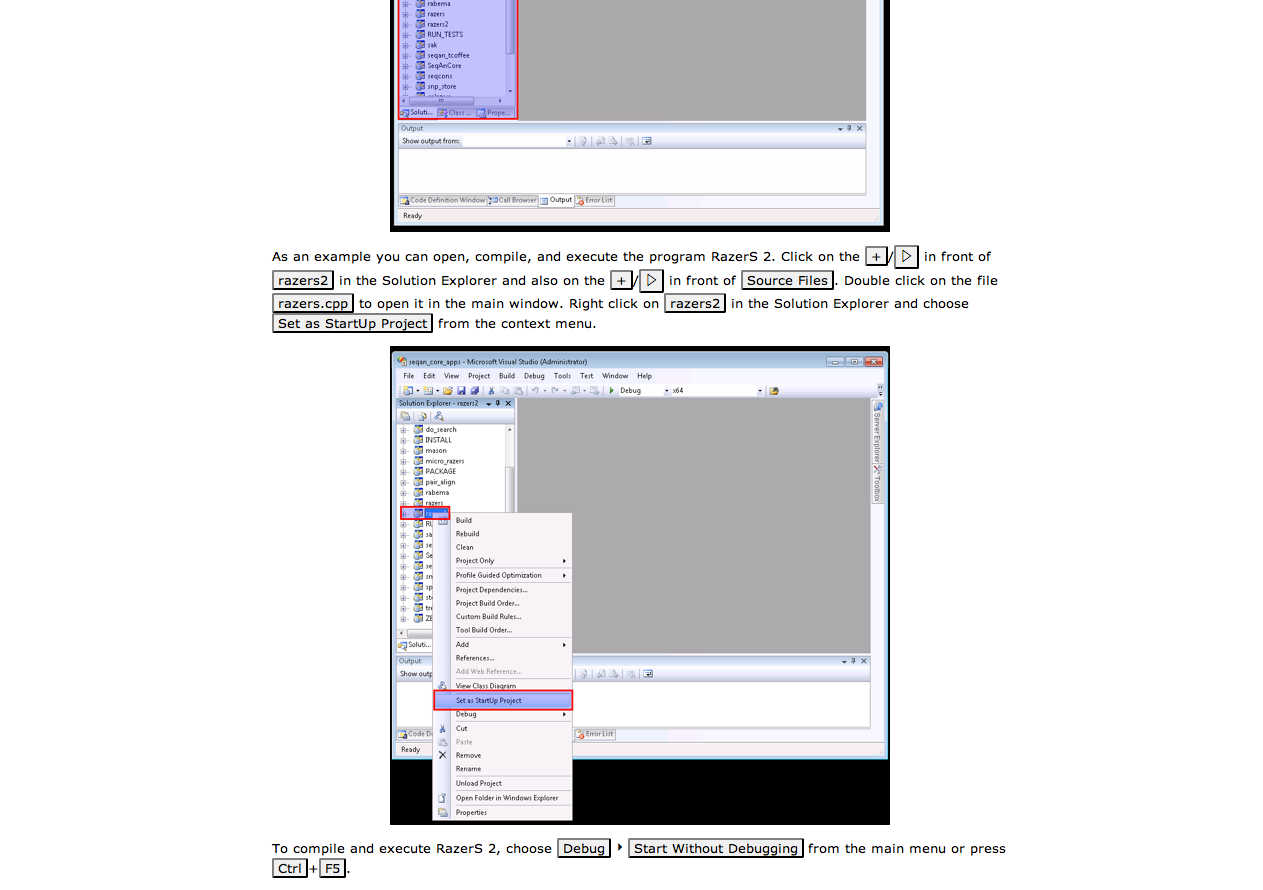 rabema
razers
razers2
RUN_TESTS
sak
seqan_tcoffee
SeqAnCore
seqcons
snp_store
Soluti... Class ... Prope...
Output
Show output from:
Code Definition Window Call Browser Output Error List
Ready
As an example you can open, compile, and execute the program RazerS 2. Click on the +/▷ in front of
razers2 in the Solution Explorer and also on the +/▷ in front of Source Files. Double click on the file
razers.cpp to open it in the main window. Right click on razers2 in the Solution Explorer and choose
Set as StartUp Project from the context menu.
seqan_core_apps - Microsoft Visual Studio (Administrator)
File Edit View Project Build Debug Tools Test Window Help
Debug x64
Solution Explorer - razers2
do_search
INSTALL
mason
micro_razers
PACKAGE
pair_align
rabema
razers
Server Explorer
Toolbox
Build
Rebuild
Clean
Project Only
Profile Guided Optimization
Project Dependencies...
Project Build Order...
Custom Build Rules...
Tool Build Order...
Add
References...
Add Web Reference...
View Class Diagram
Set as StartUp Project
Debug
Cut
Paste
Remove
Rename
Unload Project
Open Folder in Windows Explorer
Properties
Soluti...
Output
Show outp
Code De
Error List
Ready
To compile and execute RazerS 2, choose Debug ‣ Start Without Debugging from the main menu or press
Ctrl+F5.